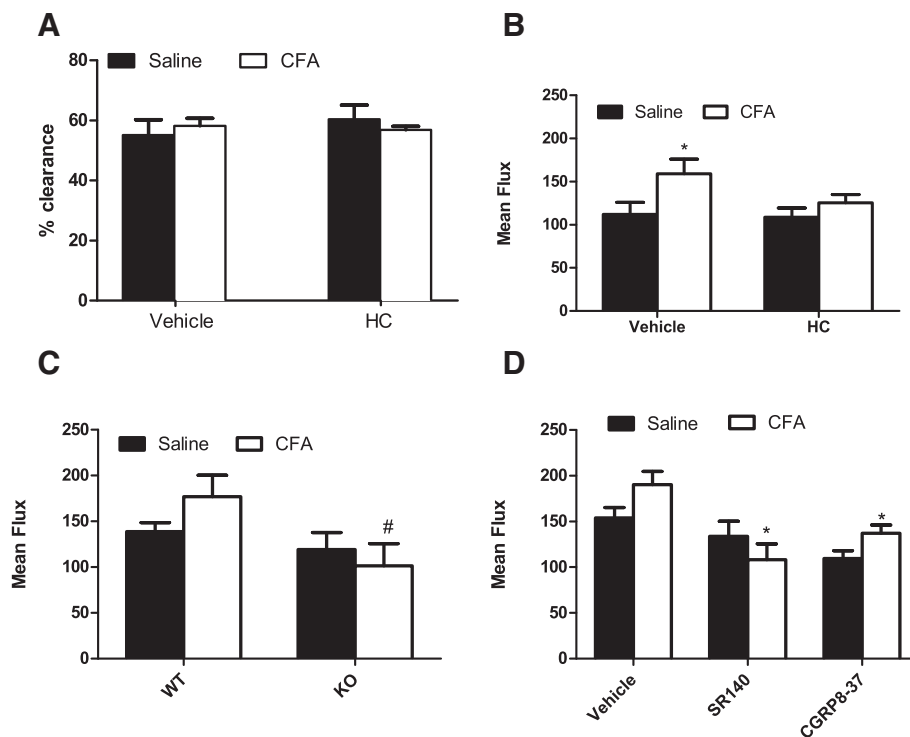 A
80
60
40
20
0
% clearance
Saline
CFA
Vehicle
HC
B
250
200
150
100
50
0
Mean Flux
Saline
CFA
*
Vehicle
HC
C
250
200
150
100
50
0
Mean Flux
Saline
CFA
#
WT
KO
D
250
200
150
100
50
0
Mean Flux
Saline
CFA
*
*
Vehicle
SR140
CGRP8-37